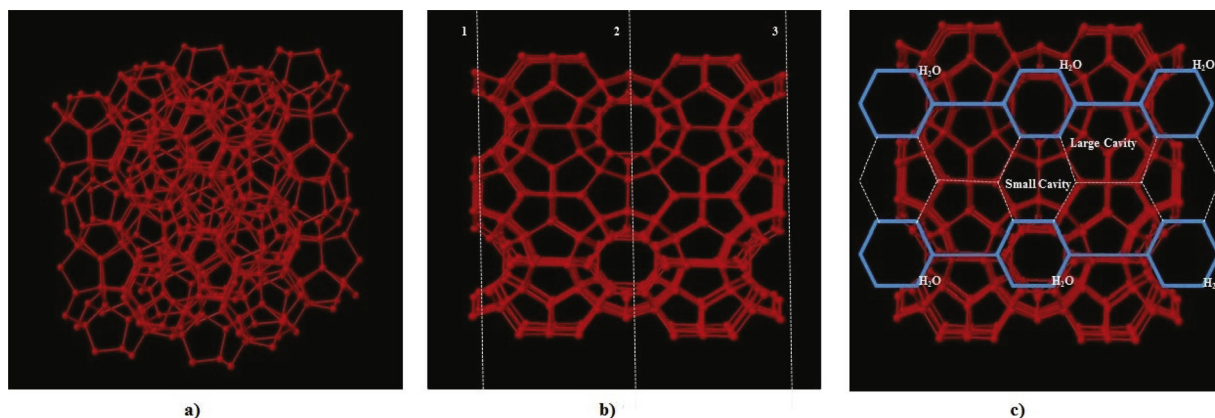 1 2 3
H₂O H₂O H₂O
Large Cavity
Small Cavity
H₂O H₂O
a) b) c)